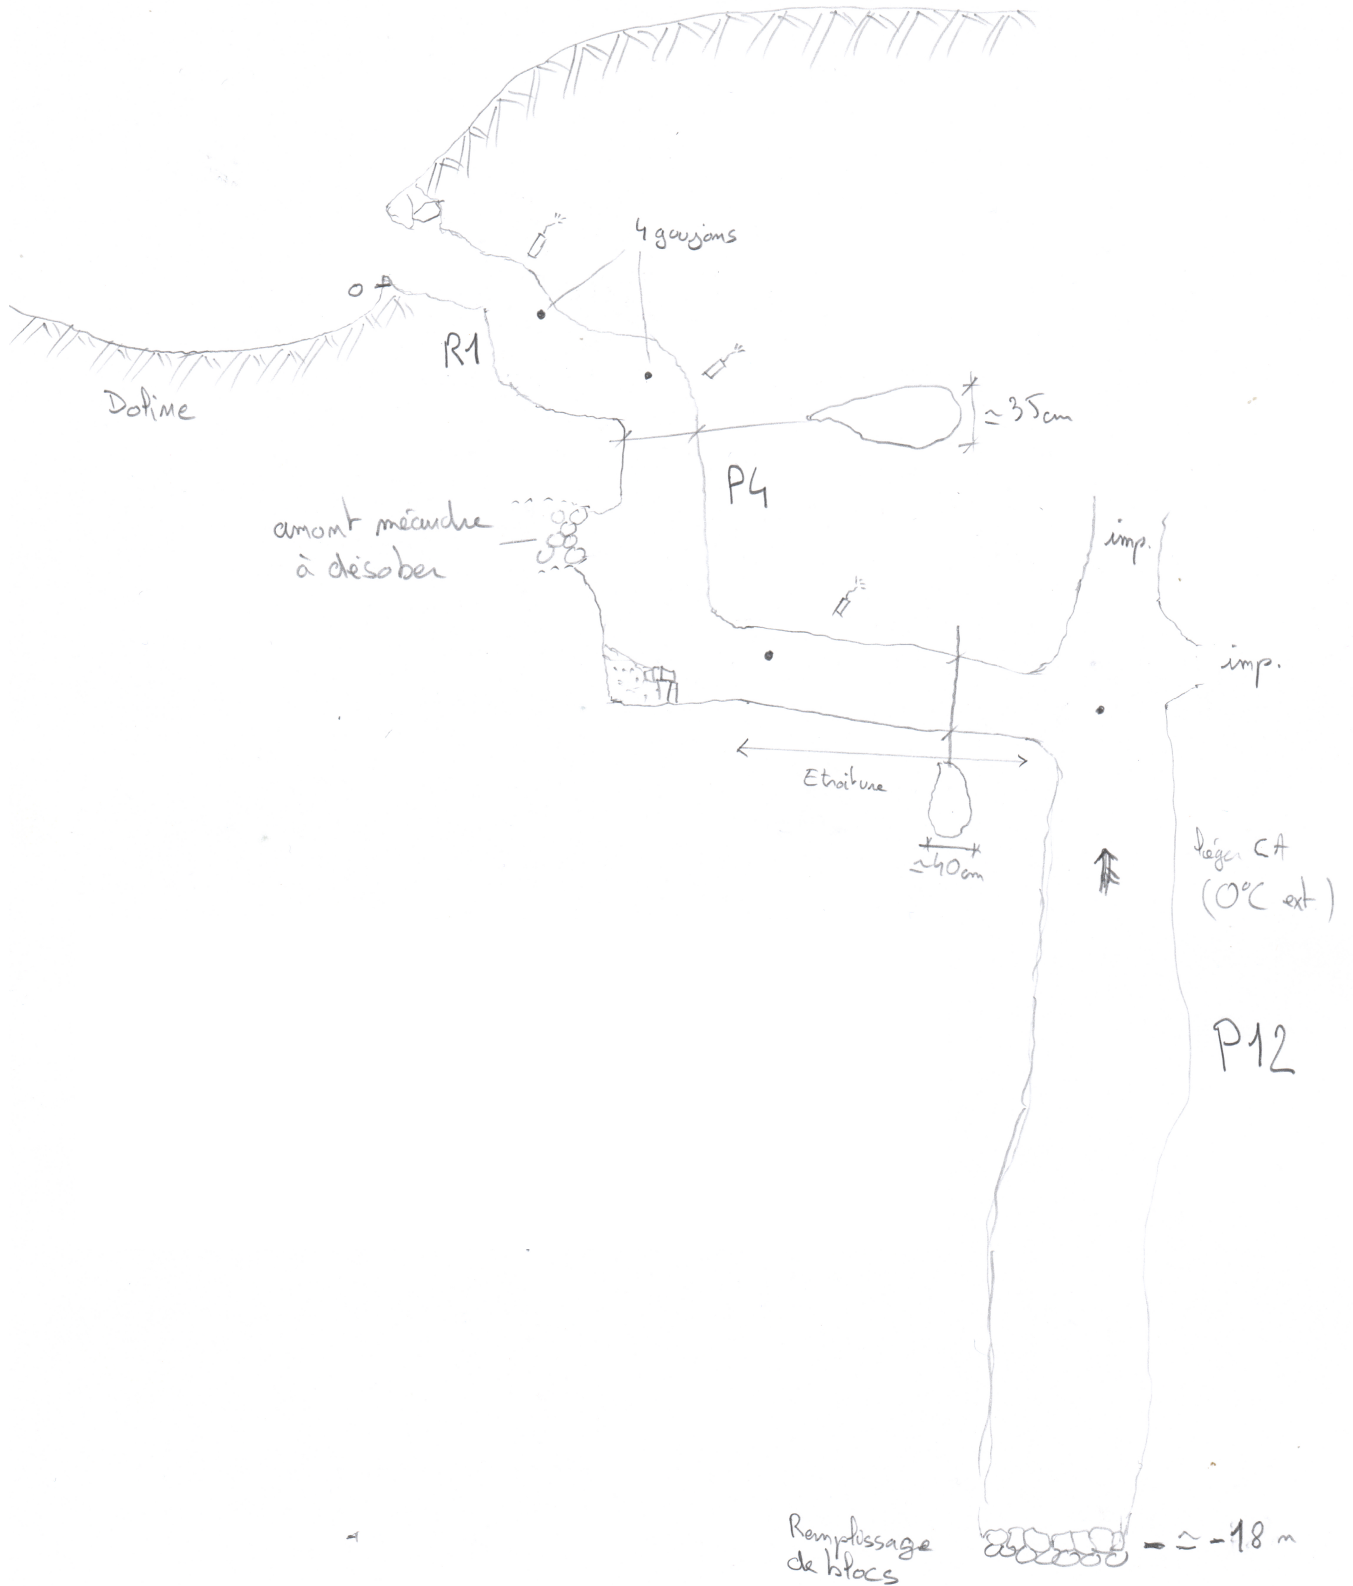 4 goujons
0
R1
Doline
≃ 35cm
P4
amont méandre
à désober
imp.
imp.
Etroiture
≃40cm
léger CA
(0°C ext.)
P12
Remplissage
de blocs
- ≃ -18 m